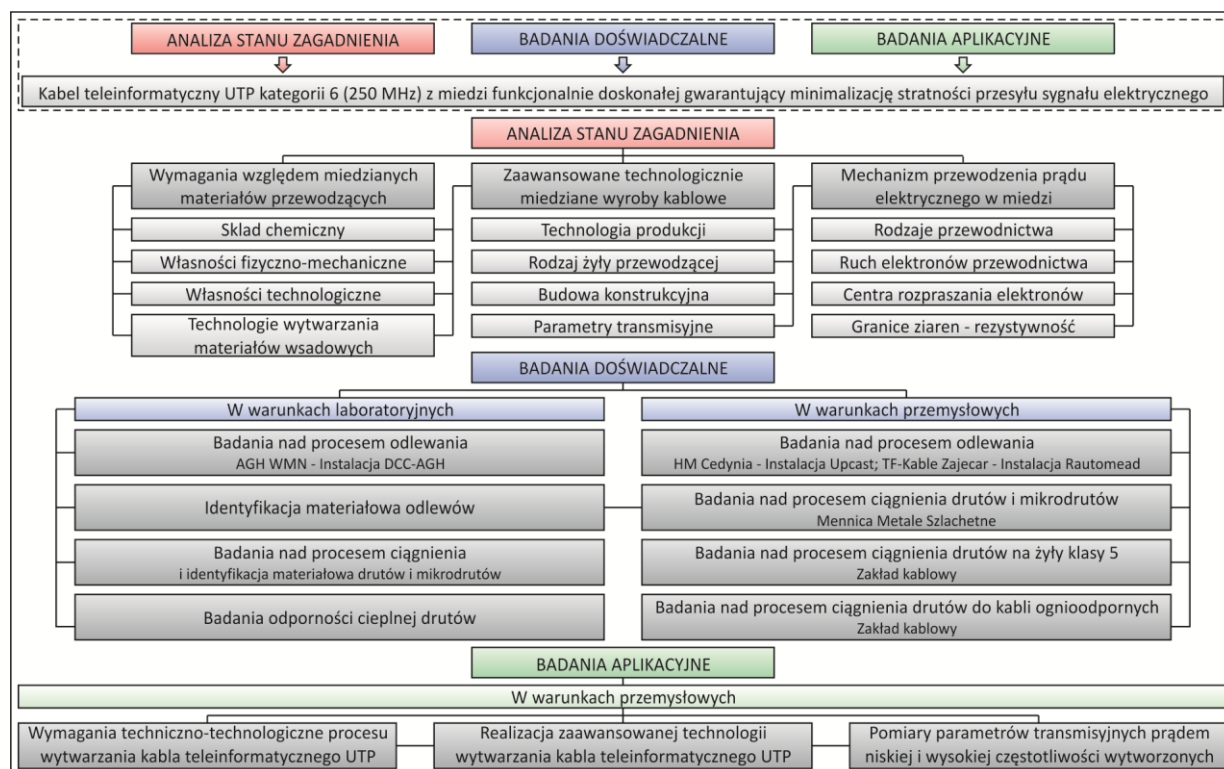 ANALIZA STANU ZAGADNIENIA
BADANIA DOŚWIADCZALNE
BADANIA APLIKACYJNE
Kabel teleinformatyczny UTP kategorii 6 (250 MHz) z miedzi funkcjonalnie doskonałej gwarantujący minimalizację stratności przesyłu sygnału elektrycznego
ANALIZA STANU ZAGADNIENIA
Wymagania względem miedzianych
materiałów przewodzących
Sklad chemiczny
Własności fizyczno-mechaniczne
Własności technologiczne
Technologie wytwarzania
materiałów wsadowych
Zaawansowane technologicznie
miedziane wyroby kablowe
Technologia produkcji
Rodzaj żyły przewodzącej
Budowa konstrukcyjna
Parametry transmisyjne
Mechanizm przewodzenia prądu
elektrycznego w miedzi
Rodzaje przewodnictwa
Ruch elektronów przewodnictwa
Centra rozpraszania elektronów
Granice ziaren - rezystywność
BADANIA DOŚWIADCZALNE
W warunkach laboratoryjnych
Badania nad procesem odlewania
AGH WMN - Instalacja DCC-AGH
Identyfikacja materiałowa odlewów
Badania nad procesem ciągnienia
i identyfikacja materiałowa drutów i mikrodrutów
Badania odporności cieplnej drutów
W warunkach przemysłowych
Badania nad procesem odlewania
HM Cedynia - Instalacja Upcast; TF-Kable Zajecar - Instalacja Rautomead
Badania nad procesem ciągnienia drutów i mikrodrutów
Mennica Metale Szlachetne
Badania nad procesem ciągnienia drutów na żyły klasy 5
Zakład kablowy
Badania nad procesem ciągnienia drutów do kabli ognioodpornych
Zakład kablowy
BADANIA APLIKACYJNE
W warunkach przemysłowych
Wymagania techniczno-technologiczne procesu
wytwarzania kabla teleinformatycznego UTP
Realizacja zaawansowanej technologii
wytwarzania kabla teleinformatycznego UTP
Pomiary parametrów transmisyjnych prądem
niskiej i wysokiej częstotliwości wytworzonych